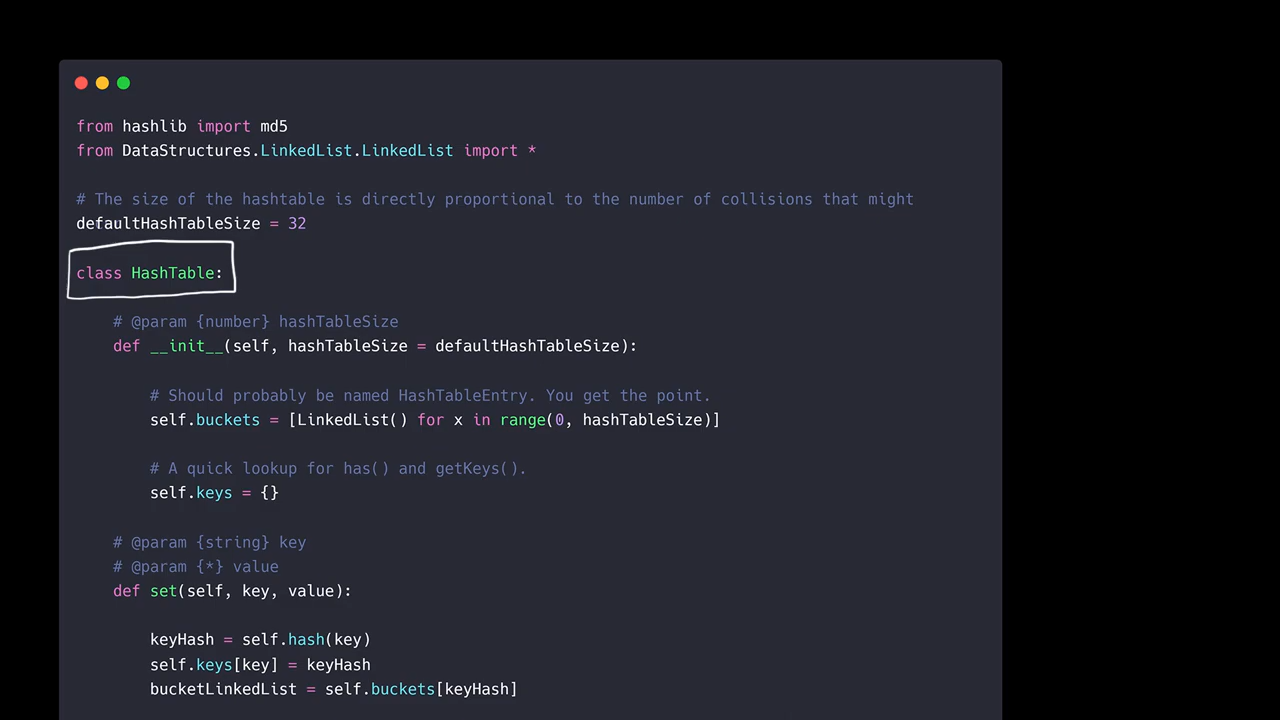 from hashlib import md5
from DataStructures.LinkedList.LinkedList import *
# The size of the hashtable is directly proportional to the number of collisions that might
defaultHashTableSize = 32
class HashTable:
# @param {number} hashTableSize
def __init__(self, hashTableSize = defaultHashTableSize):
# Should probably be named HashTableEntry. You get the point.
self.buckets = [LinkedList() for x in range(0, hashTableSize)]
# A quick lookup for has() and getKeys().
self.keys = {}
# @param {string} key
# @param {*} value
def set(self, key, value):
keyHash = self.hash(key)
self.keys[key] = keyHash
bucketLinkedList = self.buckets[keyHash]